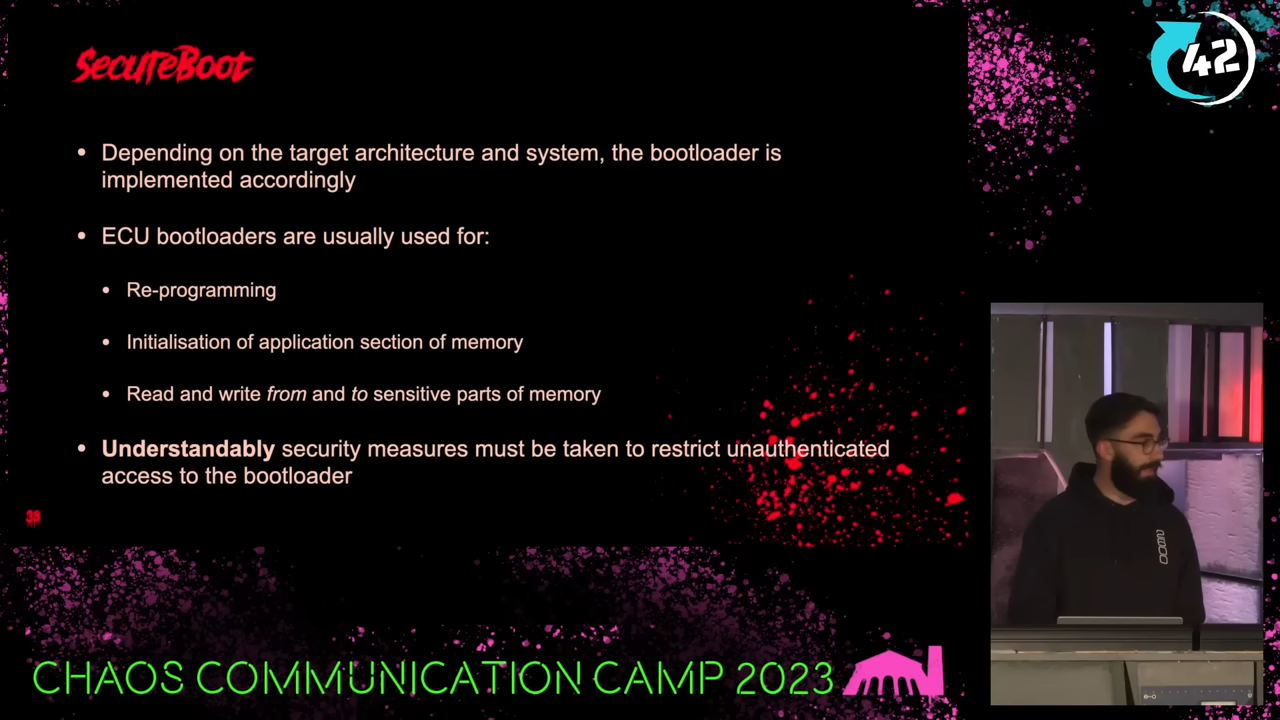 SecureBoot
42
• Depending on the target architecture and system, the bootloader is
implemented accordingly
• ECU bootloaders are usually used for:
• Re-programming
• Initialisation of application section of memory
• Read and write from and to sensitive parts of memory
• Understandably security measures must be taken to restrict unauthenticated
access to the bootloader
38
CHAOS COMMUNICATION CAMP 2023